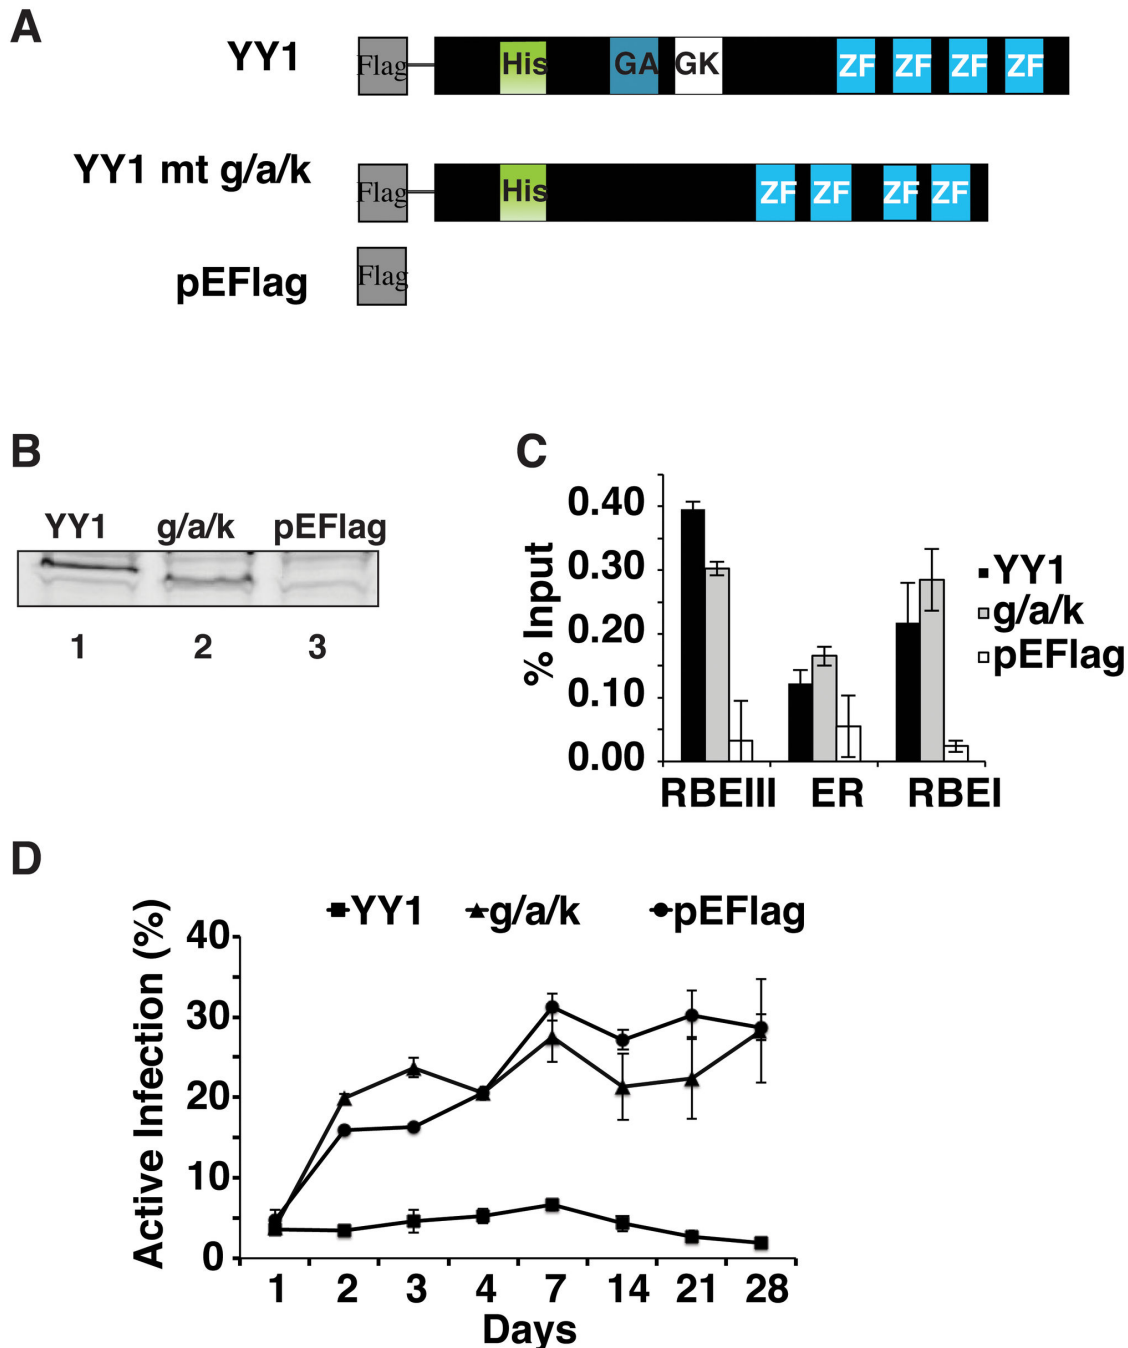 A
YY1 Flag His GA GK ZF ZF ZF ZF
YY1 mt g/a/k Flag His ZF ZF ZF ZF
pEFlag Flag
B
YY1 g/a/k pEFlag
1 2 3
C
% Input
0.40
0.30
0.20
0.10
0.00
RBEIII ER RBEI
YY1
g/a/k
pEFlag
D
YY1 g/a/k pEFlag
Active Infection (%)
40
30
20
10
0
1 2 3 4 7 14 21 28
Days